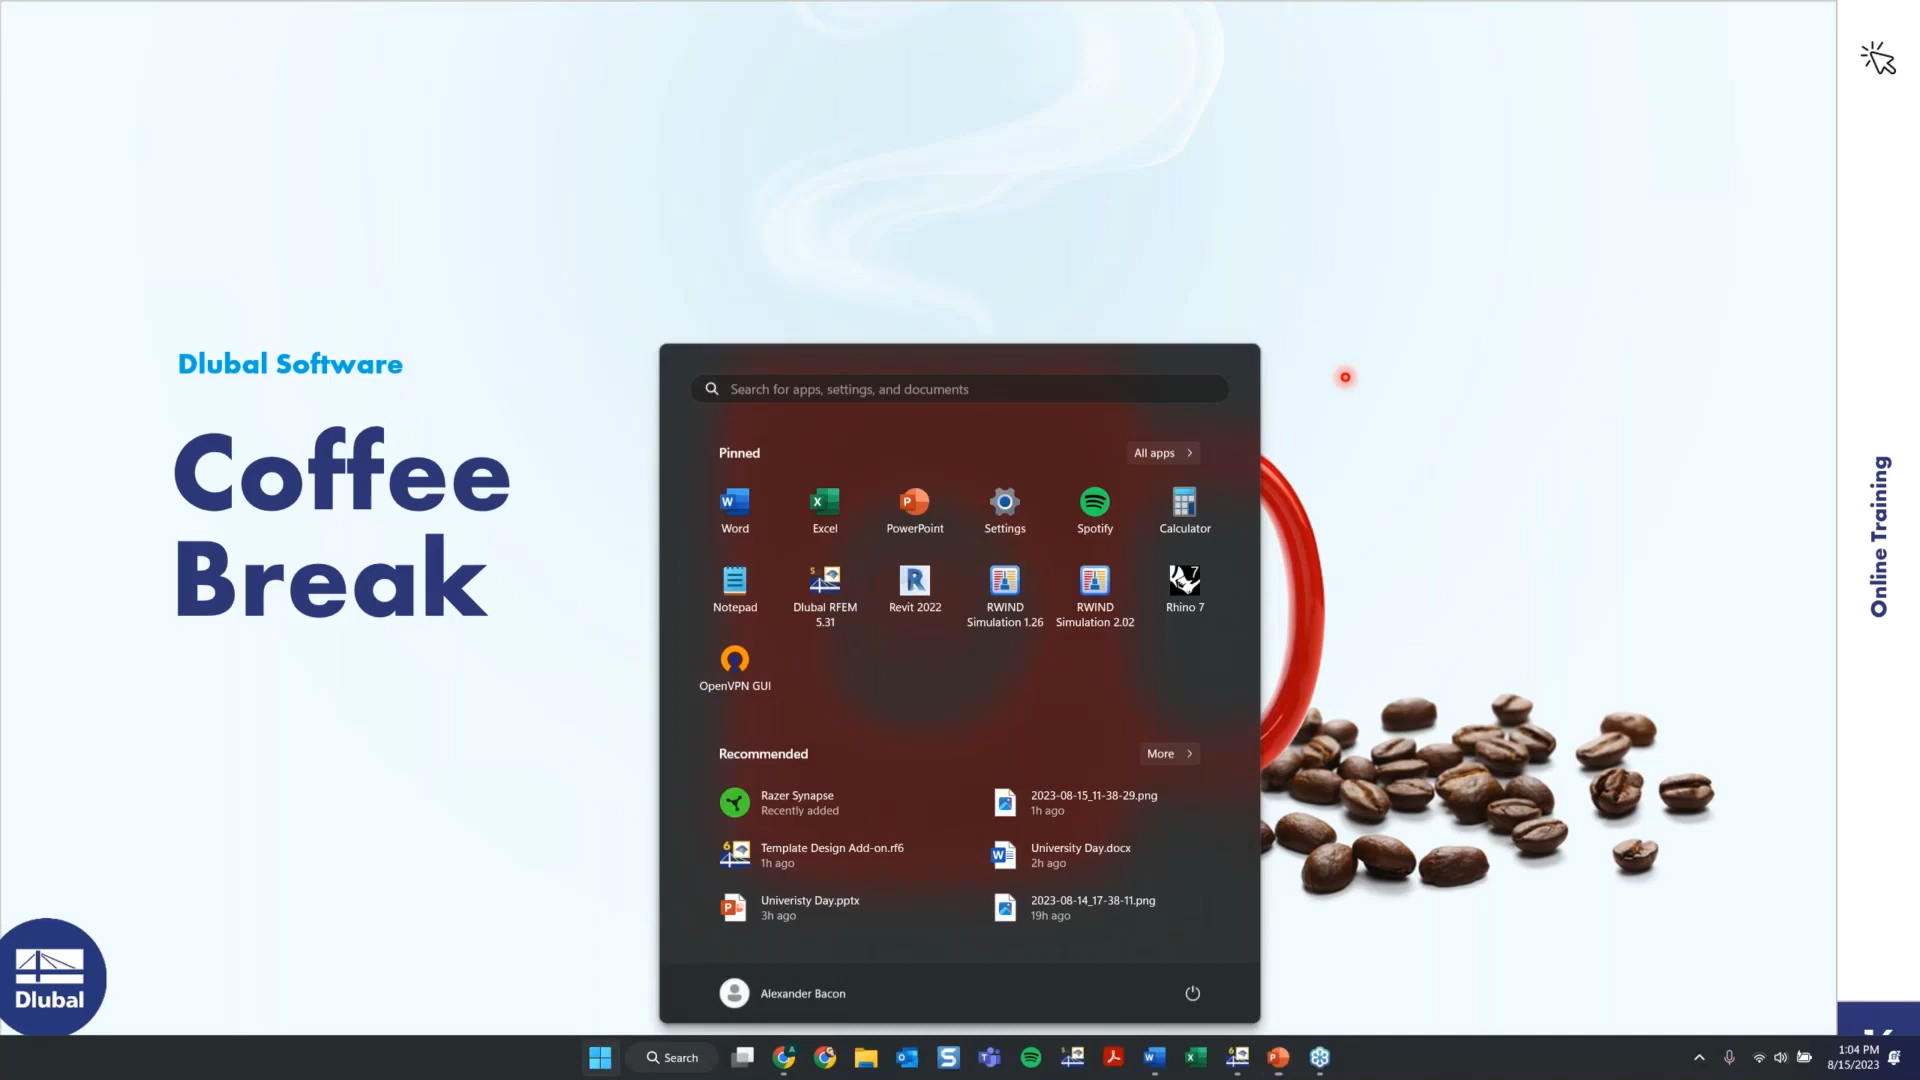 Dlubal Software
Coffee
Break
Online Training
Dlubal
Search for apps, settings, and documents
Pinned
All apps
Word
Excel
PowerPoint
Settings
Spotify
Calculator
Notepad
Dlubal RFEM
5.31
Revit 2022
RWIND
Simulation 1.26
RWIND
Simulation 2.02
Rhino 7
OpenVPN GUI
Recommended
More
Razer Synapse
Recently added
2023-08-15_11-38-29.png
1h ago
Template Design Add-on.rf6
1h ago
University Day.docx
2h ago
Univeristy Day.pptx
3h ago
2023-08-14_17-38-11.png
19h ago
Alexander Bacon
Search
1:04 PM
8/15/2023